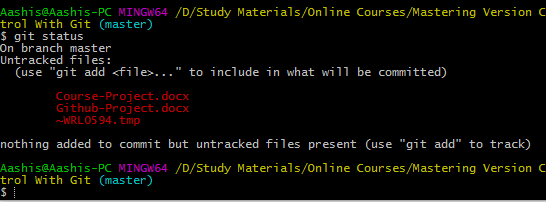 Aashis@Aashis-PC MINGW64 /D/Study Materials/Online Courses/Mastering Version Con
trol With Git (master)
$ git status
On branch master
Untracked files:
  (use "git add <file>..." to include in what will be committed)

        Course-Project.docx
        Github-Project.docx
        ~WRL0594.tmp

nothing added to commit but untracked files present (use "git add" to track)

Aashis@Aashis-PC MINGW64 /D/Study Materials/Online Courses/Mastering Version Con
trol With Git (master)
$